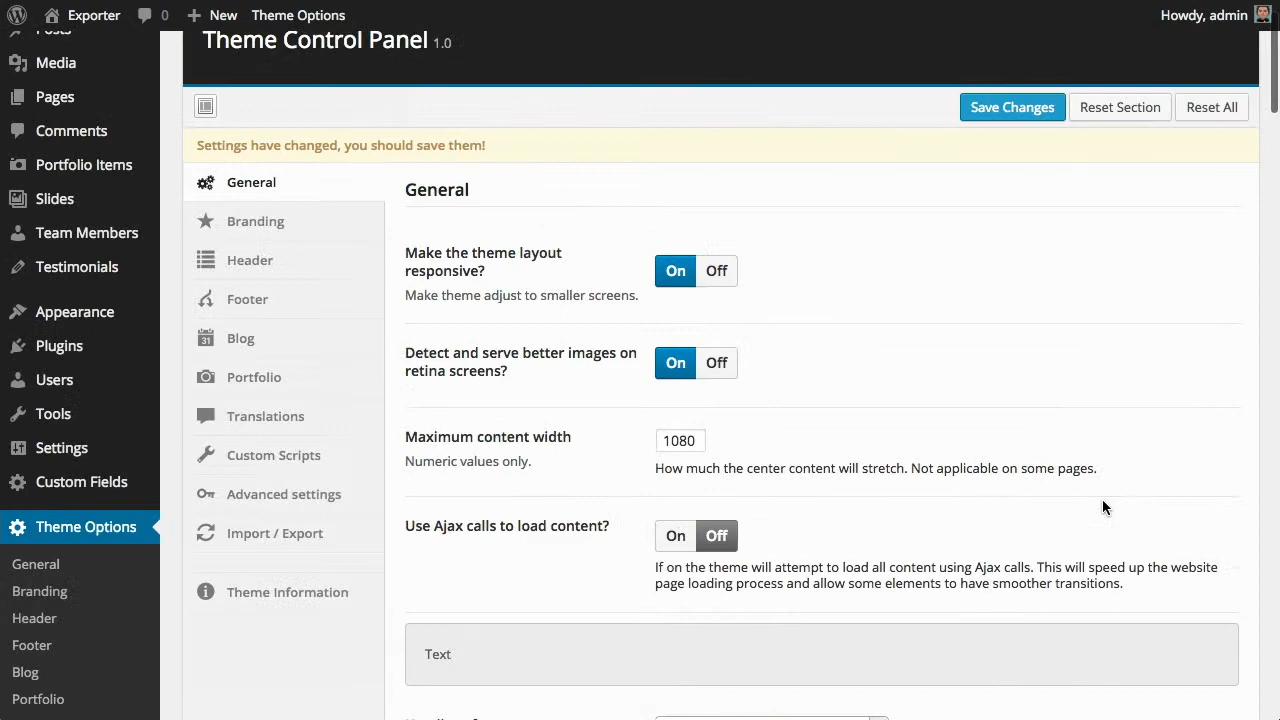 Exporter 0 New Theme Options Howdy, admin
Theme Control Panel 1.0
Posts
Media
Pages
Comments
Portfolio Items
Slides
Team Members
Testimonials
Appearance
Plugins
Users
Tools
Settings
Custom Fields
Theme Options
General
Branding
Header
Footer
Blog
Portfolio
Save Changes Reset Section Reset All
Settings have changed, you should save them!
General
Branding
Header
Footer
Blog
Portfolio
Translations
Custom Scripts
Advanced settings
Import / Export
Theme Information
General
Make the theme layout
responsive?
Make theme adjust to smaller screens.
On Off
Detect and serve better images on
retina screens?
On Off
Maximum content width
Numeric values only.
1080
How much the center content will stretch. Not applicable on some pages.
Use Ajax calls to load content?
On Off
If on the theme will attempt to load all content using Ajax calls. This will speed up the website
page loading process and allow some elements to have smoother transitions.
Text